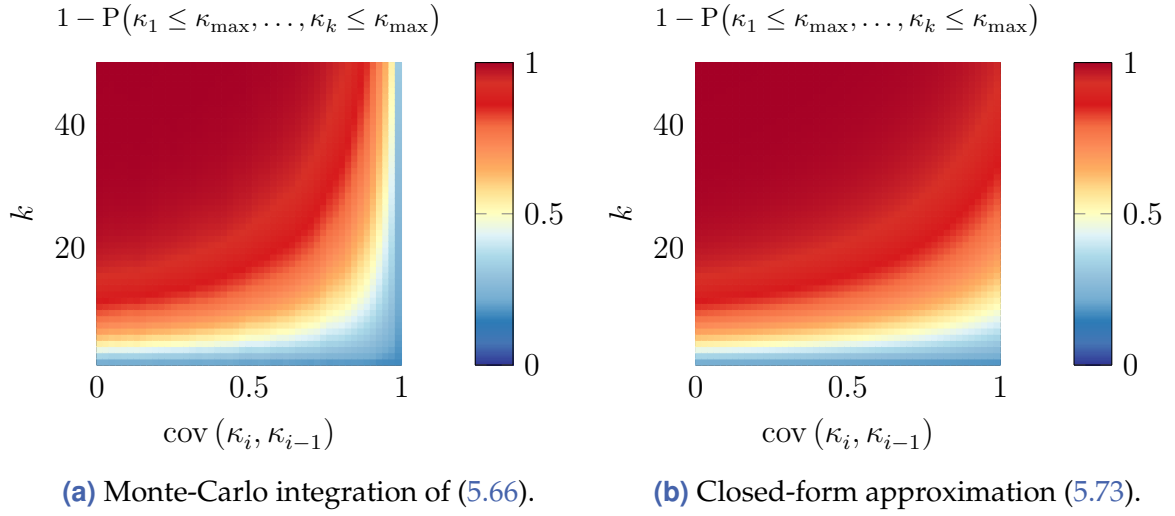 1 − P(κ₁ ≤ κmax, . . . , κₖ ≤ κmax)
1
0.5
0
40
20
k
0
0.5
1
cov (κᵢ, κᵢ₋₁)
(a) Monte-Carlo integration of (5.66).
1 − P(κ₁ ≤ κmax, . . . , κₖ ≤ κmax)
1
0.5
0
40
20
k
0
0.5
1
cov (κᵢ, κᵢ₋₁)
(b) Closed-form approximation (5.73).